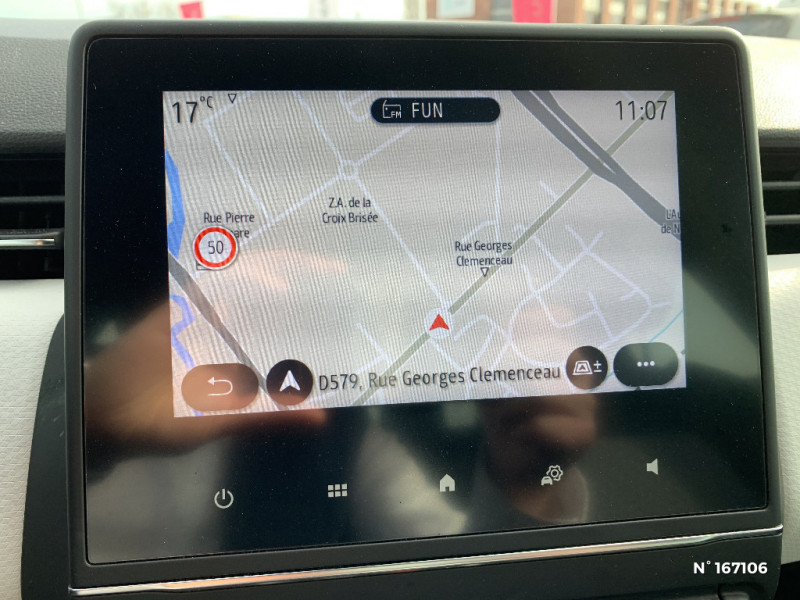 17°C
FM FUN
11:07
Z.A. de la
Croix Brisée
Rue Pierre
50
Rue Georges
Clemenceau
D579, Rue Georges Clemenceau
±
N° 167106